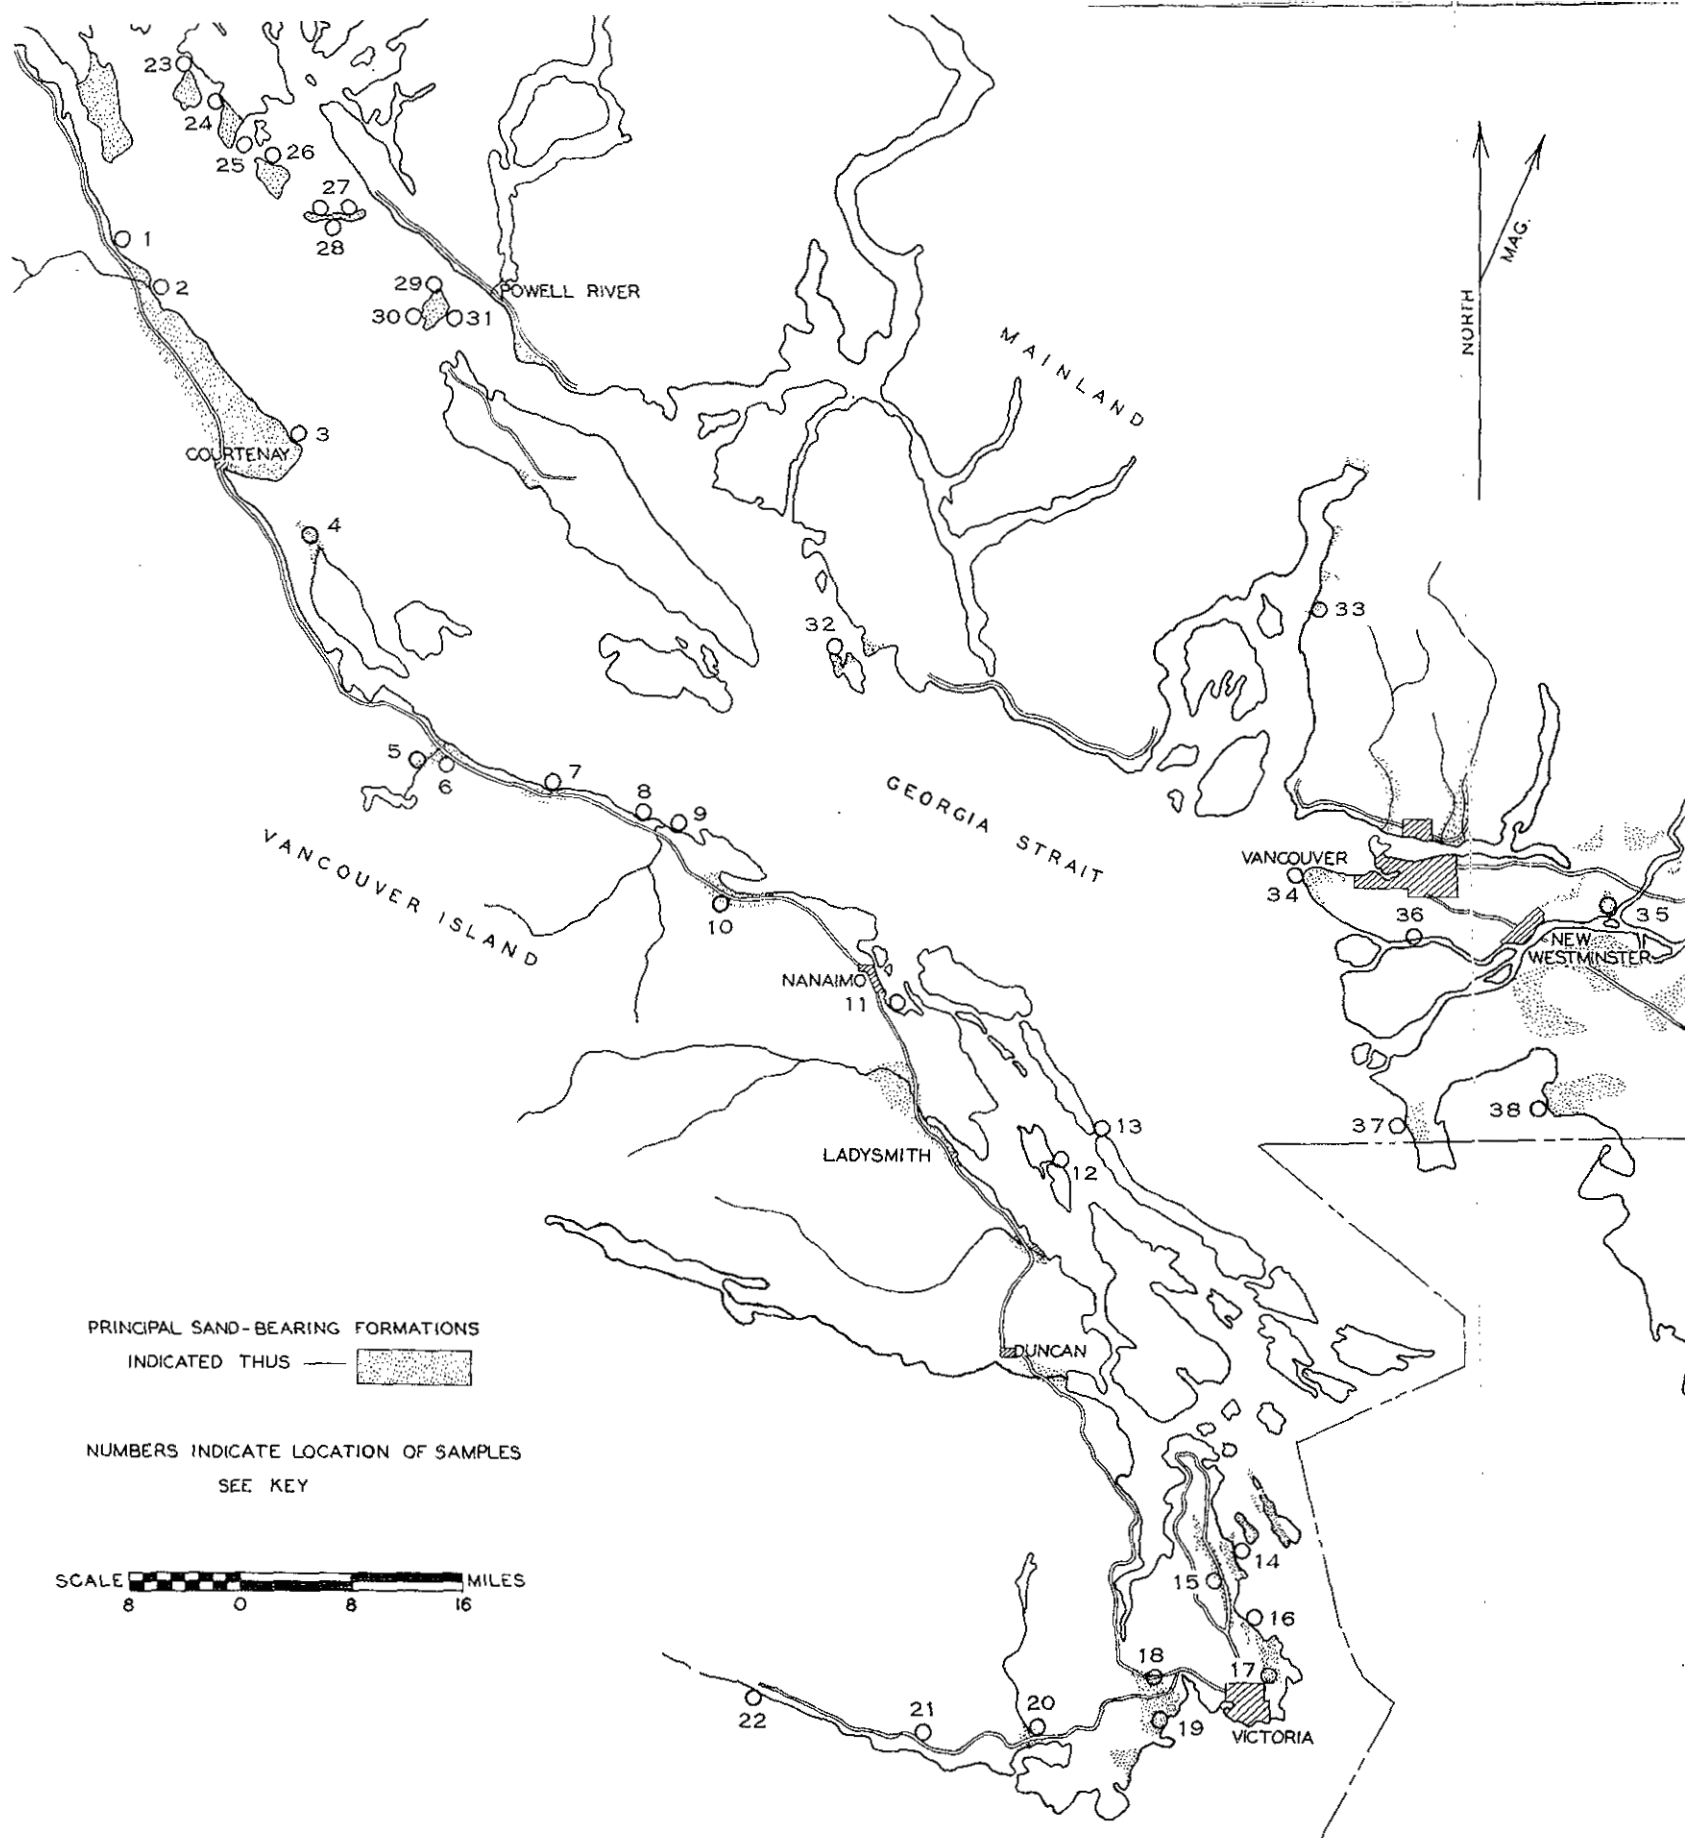 23
24
25
26
27
28
1
2
29
POWELL RIVER
30
31
MAG.
NORTH
MAINLAND
3
COURTENAY
4
33
32
5
6
7
8
9
GEORGIA STRAIT
VANCOUVER ISLAND
VANCOUVER
34
35
36
10
NEW
WESTMINSTER
NANAIMO
11
13
37
38
LADYSMITH
12
PRINCIPAL SAND-BEARING FORMATIONS
INDICATED THUS
DUNCAN
NUMBERS INDICATE LOCATION OF SAMPLES
SEE KEY
14
SCALE MILES
8 0 8 16
15
16
18
17
22
21
20
19
VICTORIA